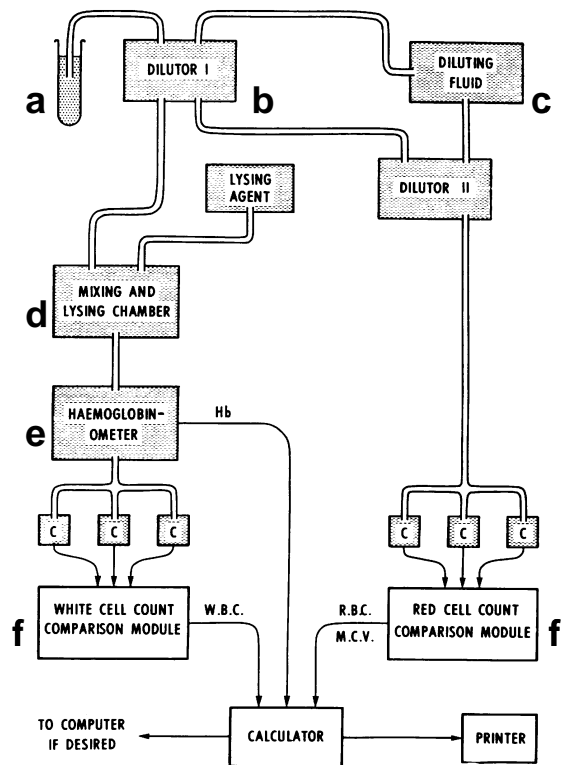 a
DILUTOR I
b
DILUTING
FLUID
c
LYSING
AGENT
DILUTOR II
d
MIXING AND
LYSING CHAMBER
e
HAEMOGLOBIN-
OMETER
Hb
C C C
C C C
f
WHITE CELL COUNT
COMPARISON MODULE
W.B.C.
R.B.C.
M.C.V.
RED CELL COUNT
COMPARISON MODULE
f
TO COMPUTER
IF DESIRED
CALCULATOR
PRINTER